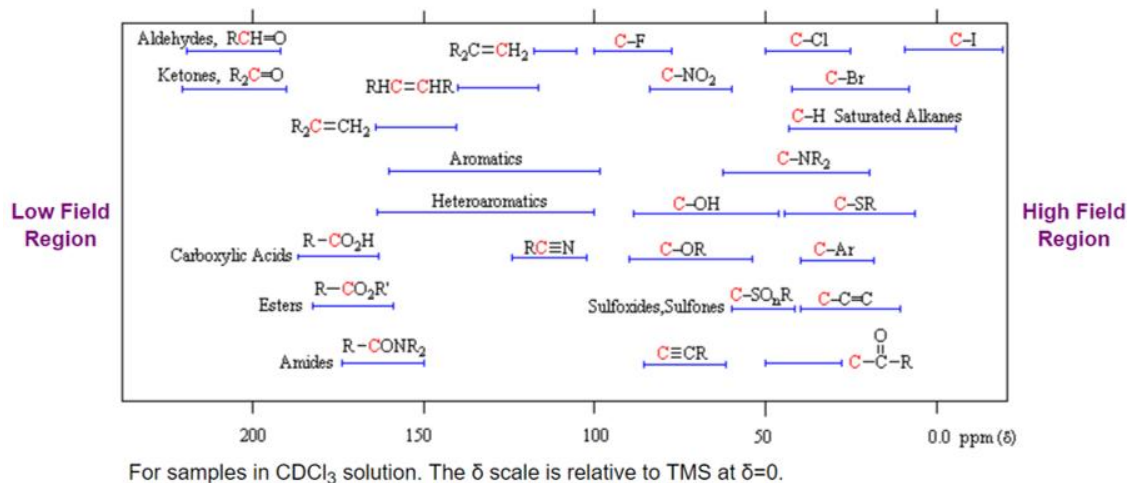 Aldehydes, RCH=O
R₂C=CH₂
C–F
C–Cl
C–I
Ketones, R₂C=O
RHC=CHR
C–NO₂
C–Br
R₂C=CH₂
C–H Saturated Alkanes
Aromatics
C–NR₂
Low Field
Region
Heteroaromatics
C–OH
C–SR
High Field
Region
Carboxylic Acids
R–CO₂H
RC≡N
C–OR
C–Ar
Esters
R–CO₂R'
Sulfoxides,Sulfones
C–SOₙR
C–C=C
Amides
R–CONR₂
C≡CR
O
C–C–R
200 150 100 50 0.0 ppm (δ)
For samples in CDCl₃ solution. The δ scale is relative to TMS at δ=0.